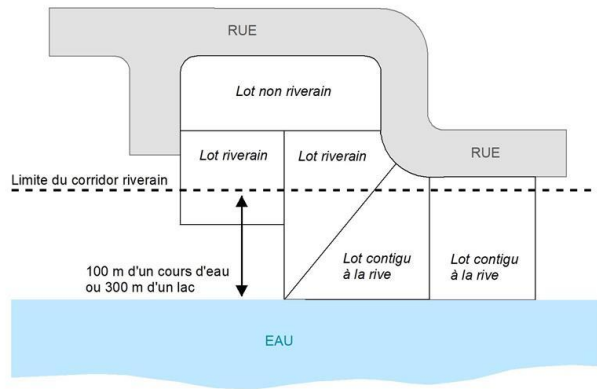 RUE
Lot non riverain
Lot riverain
Lot riverain
RUE
Limite du corridor riverain
100 m d'un cours d'eau
ou 300 m d'un lac
Lot contigu
à la rive
Lot contigu
à la rive
EAU